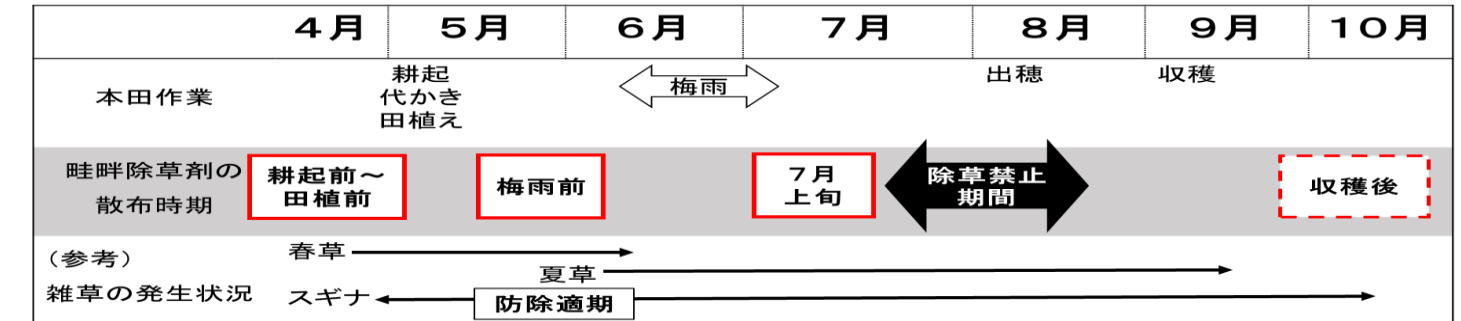 4月 5月 6月 7月 8月 9月 10月
本田作業
耕起
代かき
田植え
梅雨
出穂
収穫
畦畔除草剤の
散布時期
耕起前～
田植前
梅雨前
7月
上旬
除草禁止
期間
収穫後
(参考)
雑草の発生状況
春草
夏草
スギナ
防除適期